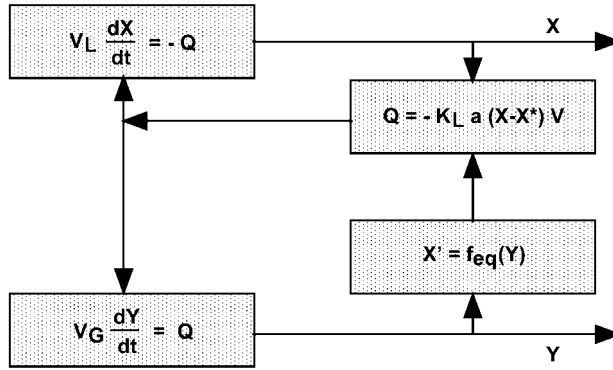 V_L dX/dt = - Q
X
Q = - K_L a (X-X*) V
X' = f_eq(Y)
V_G dY/dt = Q
Y